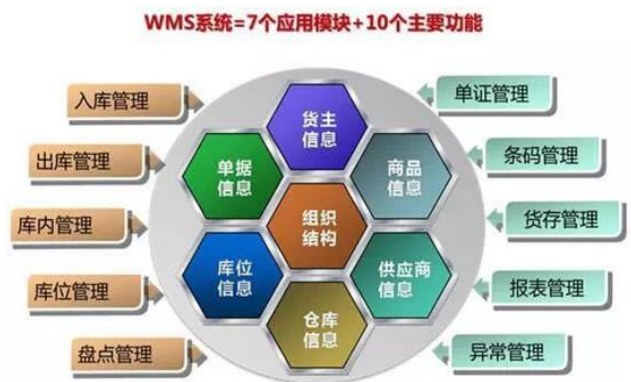 WMS系统=7个应用模块+10个主要功能
入库管理
出库管理
库内管理
库位管理
盘点管理
货主
信息
单据
信息
商品
信息
组织
结构
库位
信息
供应商
信息
仓库
信息
单证管理
条码管理
货存管理
报表管理
异常管理